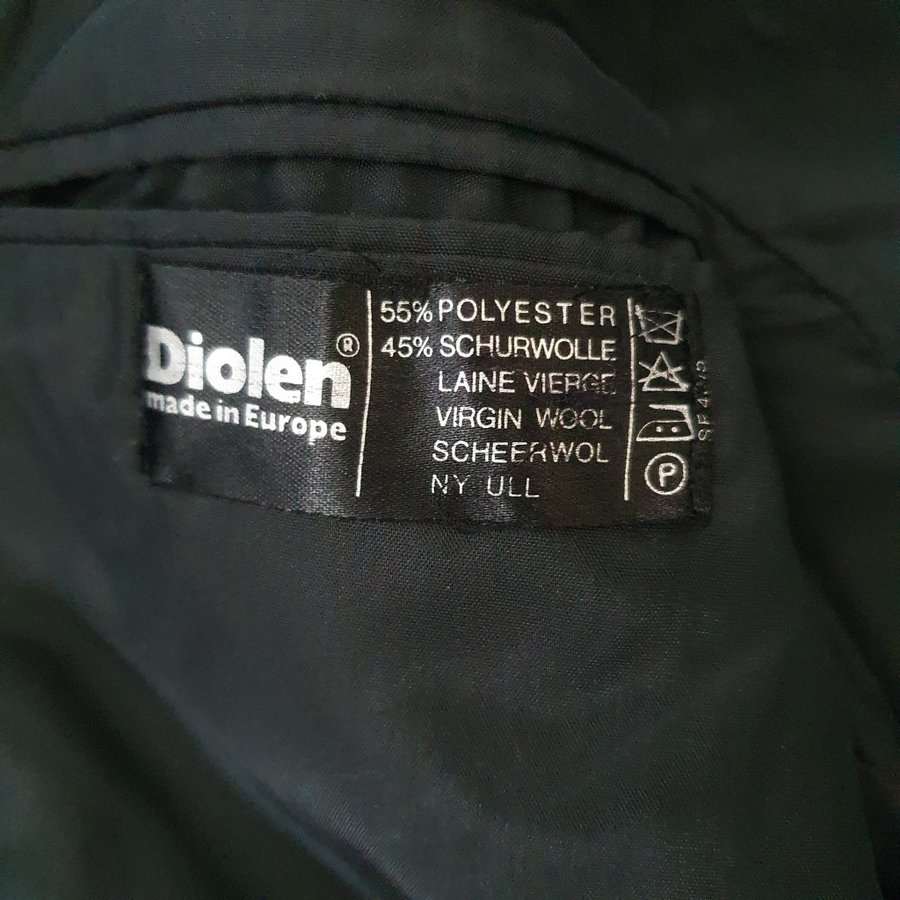 Diolen®
made in Europe
55% POLYESTER
45% SCHURWOLLE
LAINE VIERGE
VIRGIN WOOL
SCHEERWOL
NY ULL
P